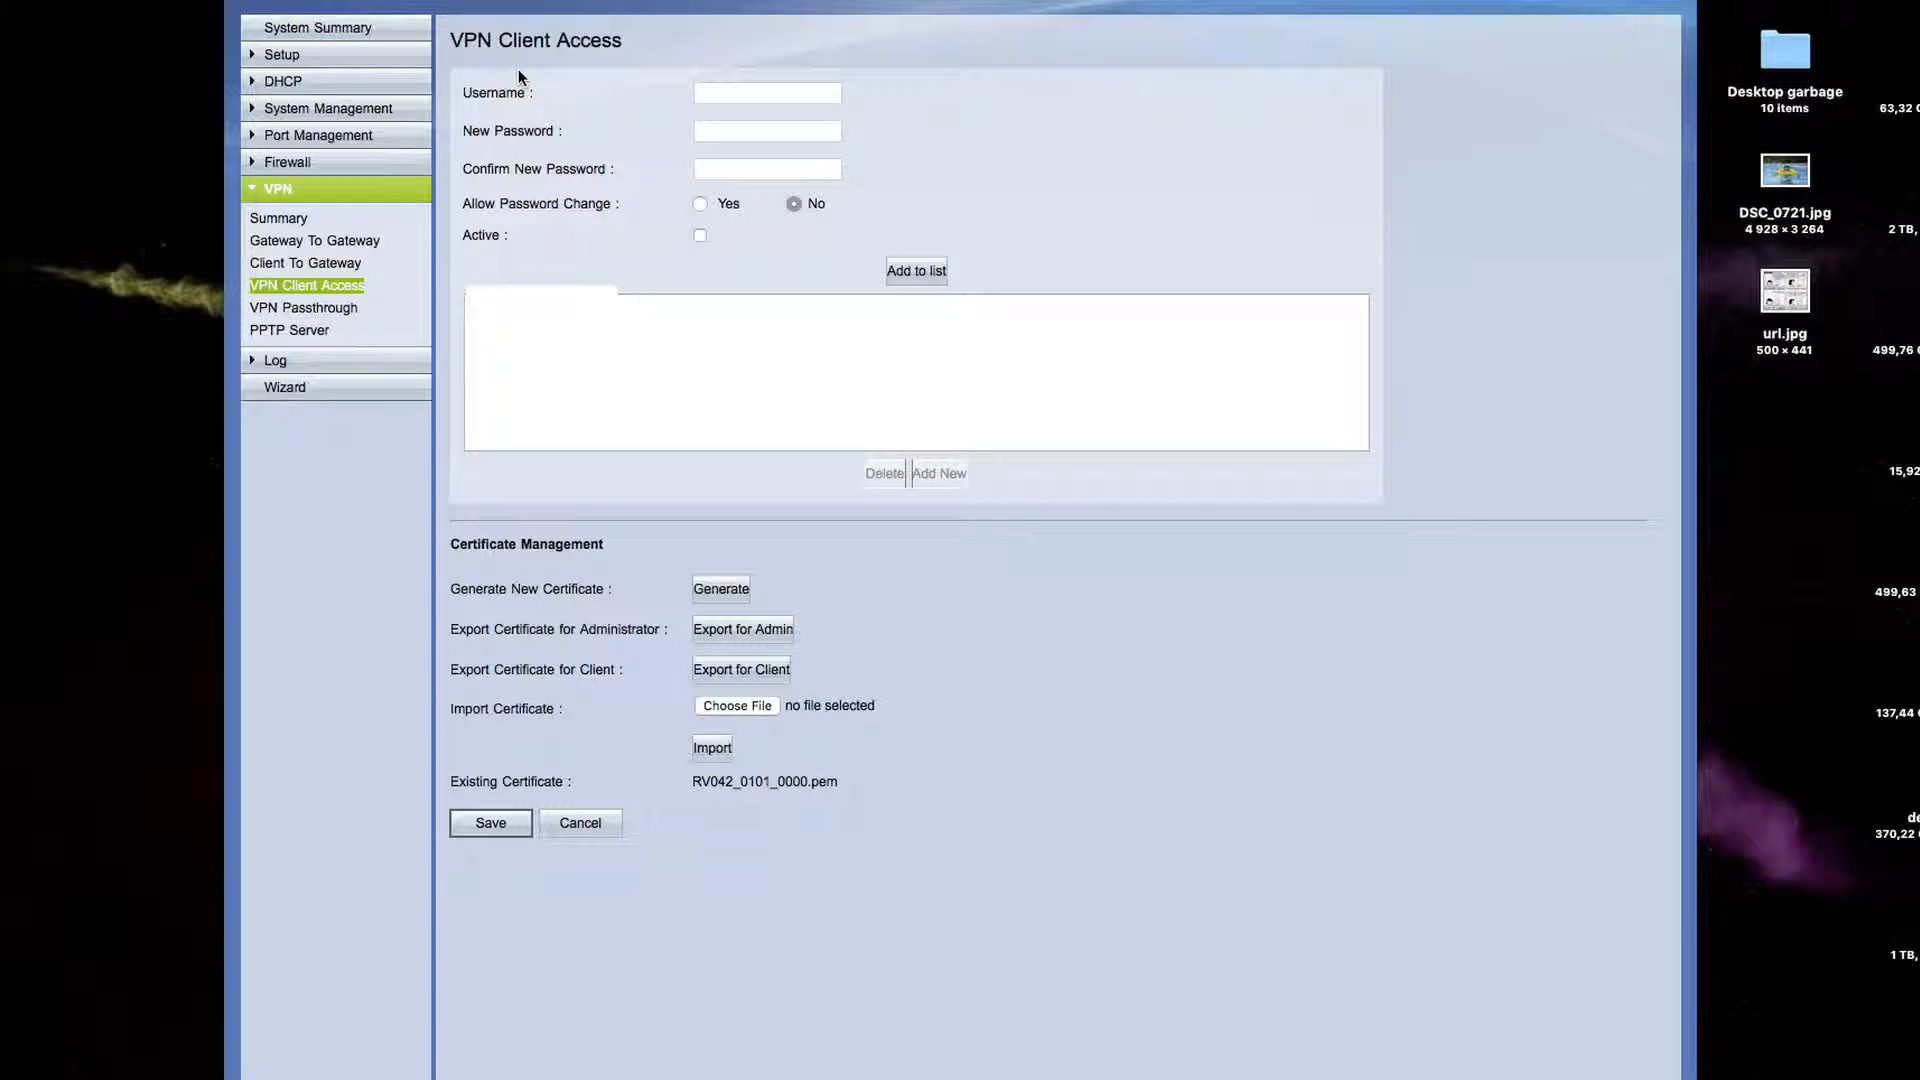 System Summary
Setup
DHCP
System Management
Port Management
Firewall
VPN
Summary
Gateway To Gateway
Client To Gateway
VPN Client Access
VPN Passthrough
PPTP Server
Log
Wizard
VPN Client Access
Username :
New Password :
Confirm New Password :
Allow Password Change : Yes No
Active :
Add to list
Delete Add New
Certificate Management
Generate New Certificate : Generate
Export Certificate for Administrator : Export for Admin
Export Certificate for Client : Export for Client
Import Certificate : Choose File no file selected
Import
Existing Certificate : RV042_0101_0000.pem
Save Cancel
Desktop garbage
10 items
63,32
DSC_0721.jpg
4 928 × 3 264
2 TB,
url.jpg
500 × 441
499,76
15,92
499,63
137,44
de
370,22
1 TB,